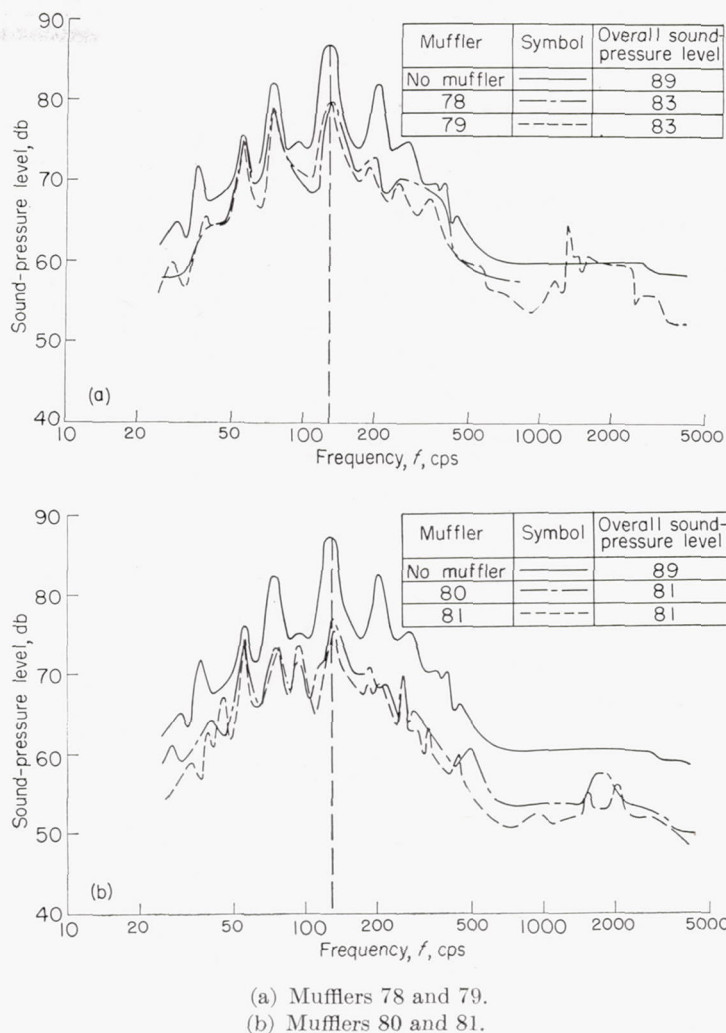 90
80
70
60
50
40
Sound-pressure level, db
Muffler Symbol Overall sound-pressure level
No muffler 89
78 83
79 83
(a)
10 20 50 100 200 500 1000 2000 5000
Frequency, f, cps
90
80
70
60
50
40
Sound-pressure level, db
Muffler Symbol Overall sound-pressure level
No muffler 89
80 81
81 81
(b)
10 20 50 100 200 500 1000 2000 5000
Frequency, f, cps
(a) Mufflers 78 and 79.
(b) Mufflers 80 and 81.